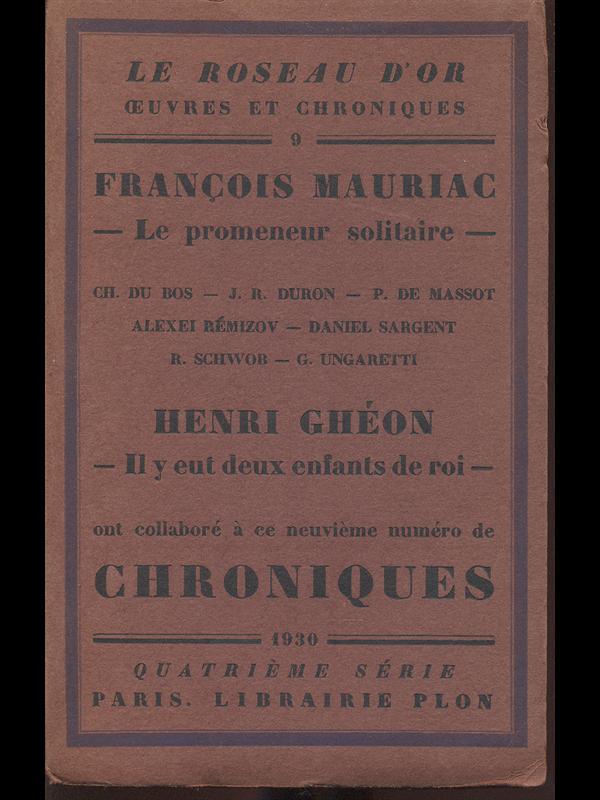 LE ROSEAU D'OR
ŒUVRES ET CHRONIQUES
9
FRANÇOIS MAURIAC
— Le promeneur solitaire —
CH. DU BOS — J. R. DURON — P. DE MASSOT
ALEXEI RÉMIZOV — DANIEL SARGENT
R. SCHWOB — G. UNGARETTI
HENRI GHÉON
— Il y eut deux enfants de roi —
ont collaboré à ce neuvième numéro de
CHRONIQUES
1930
QUATRIÈME SÉRIE
PARIS. LIBRAIRIE PLON